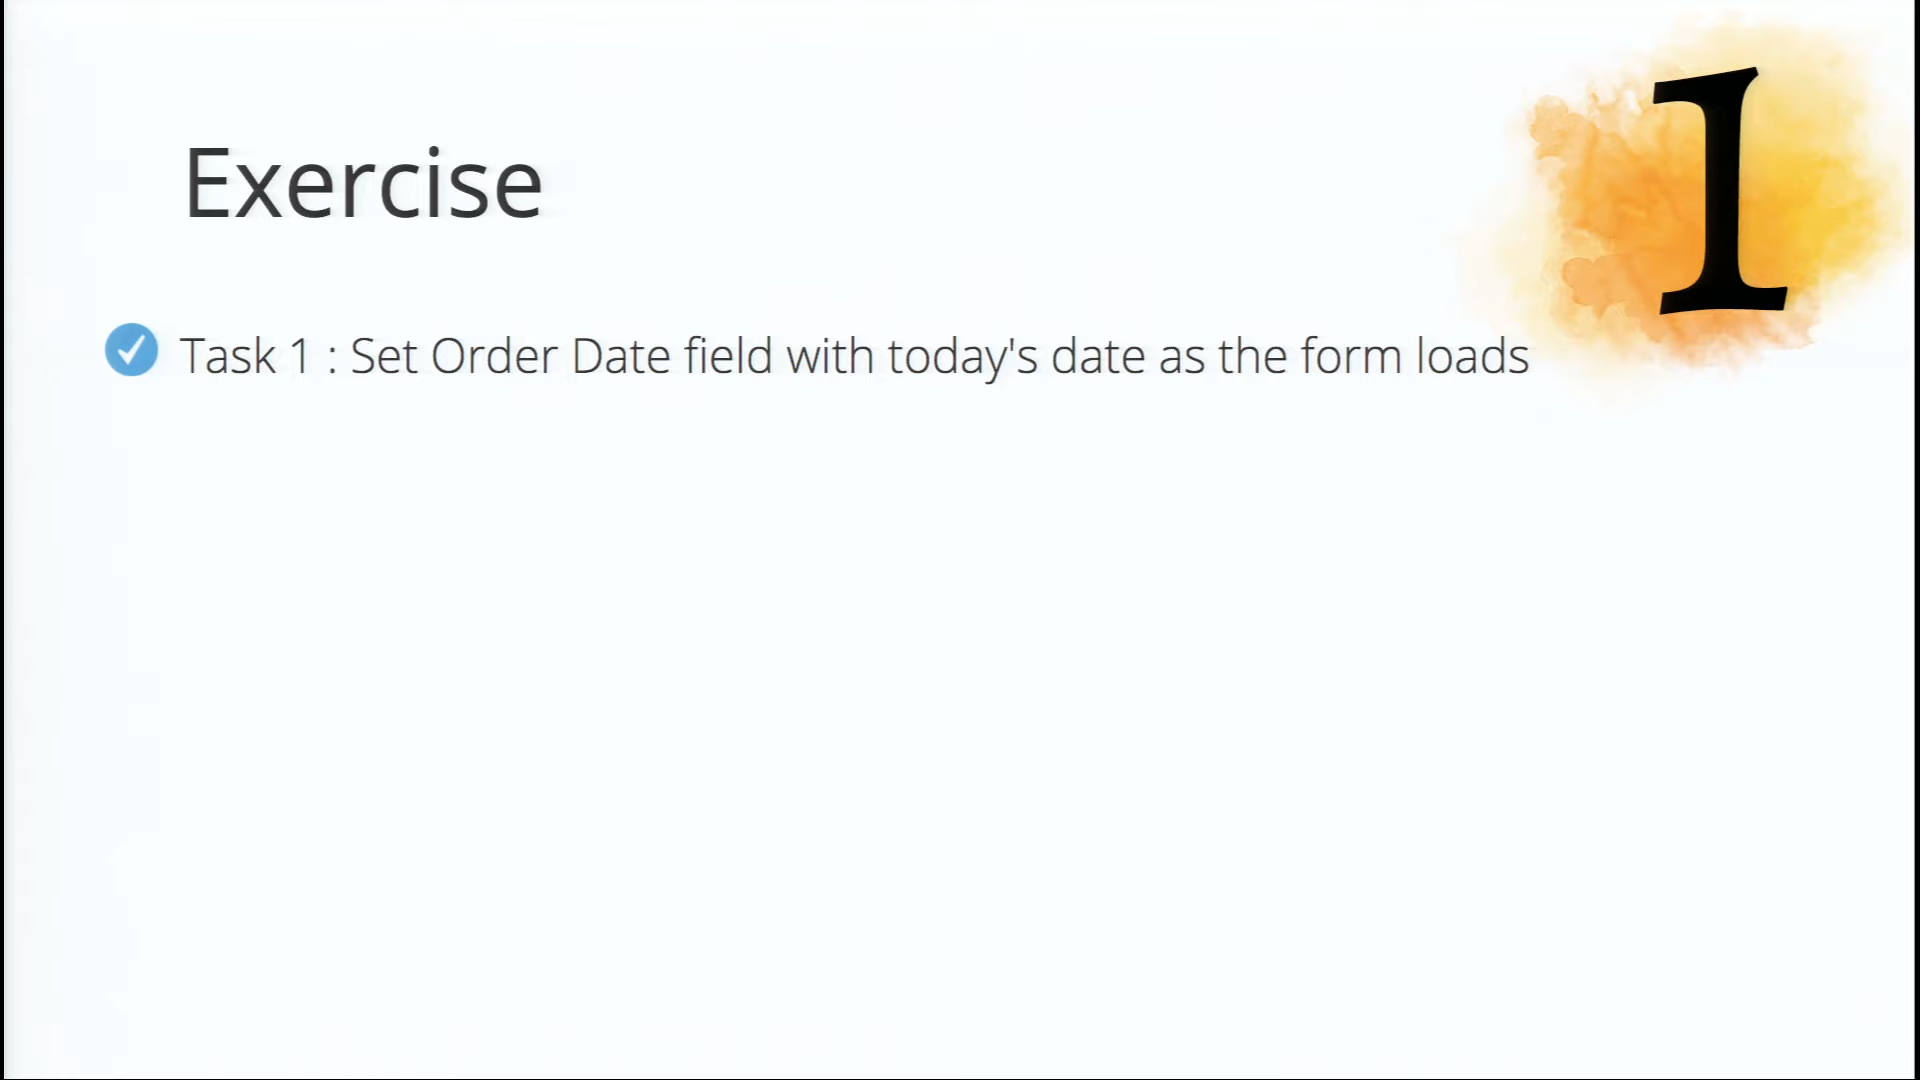 1
Exercise
Task 1 : Set Order Date field with today's date as the form loads